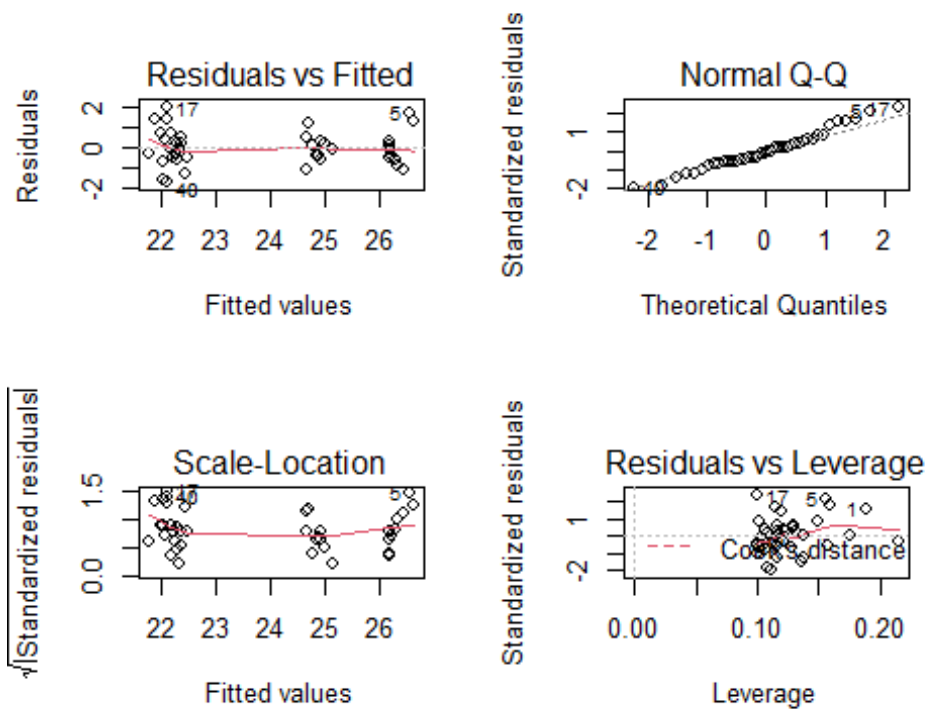 Residuals vs Fitted
Residuals
2
0
-2
17
5
40
22 23 24 25 26
Fitted values
Normal Q-Q
Standardized residuals
1
-2
5 17
40
-2 -1 0 1 2
Theoretical Quantiles
Scale-Location
√|Standardized residuals|
1.5
0.0
17
40
5
22 23 24 25 26
Fitted values
Residuals vs Leverage
Standardized residuals
1
-2
17
5
1
Cook's distance
0.00 0.10 0.20
Leverage